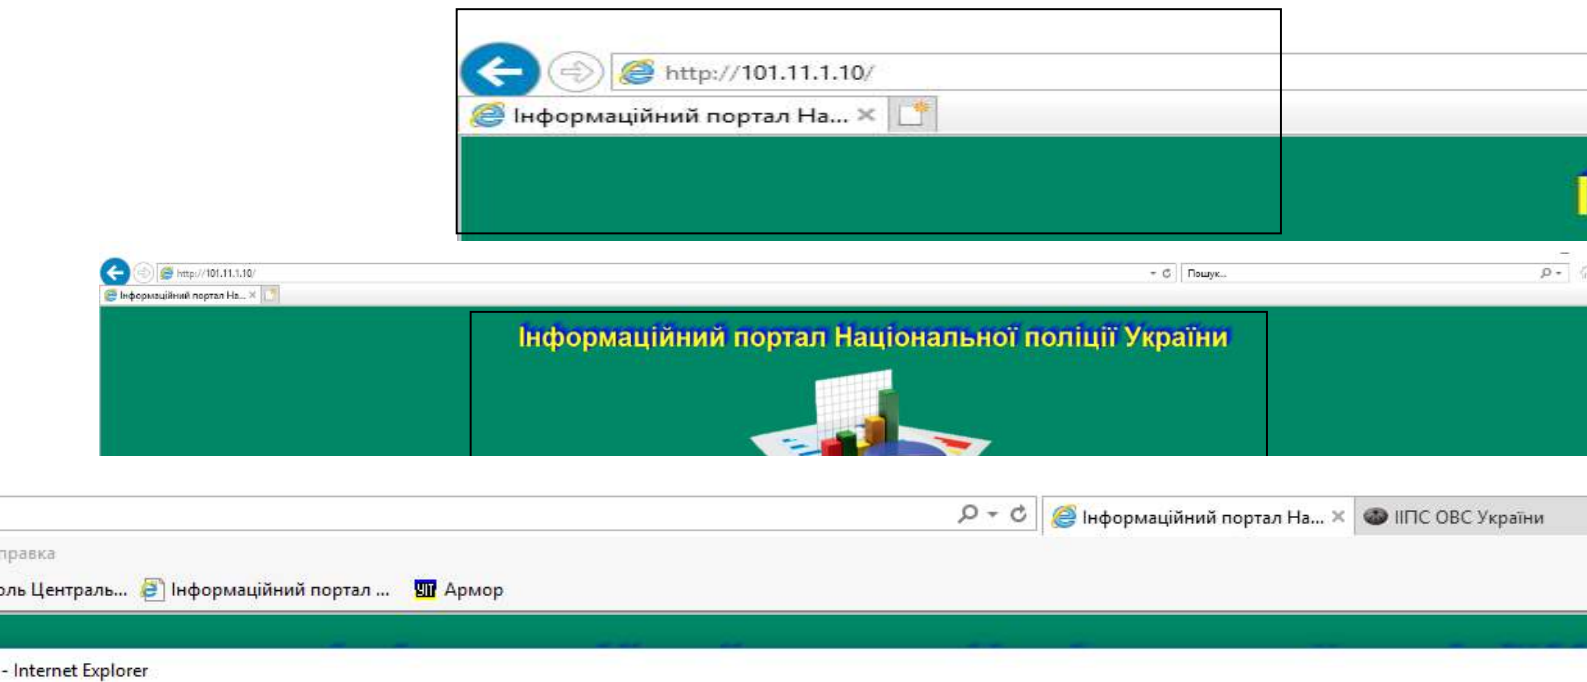 http://101.11.1.10/
Інформаційний портал На...
http://101.11.1.10/
Пошук...
Інформаційний портал На...
Інформаційний портал Національної поліції України
Інформаційний портал На...
ІІПС ОВС України
правка
оль Централь...
Інформаційний портал ...
УІТ Армор
- Internet Explorer